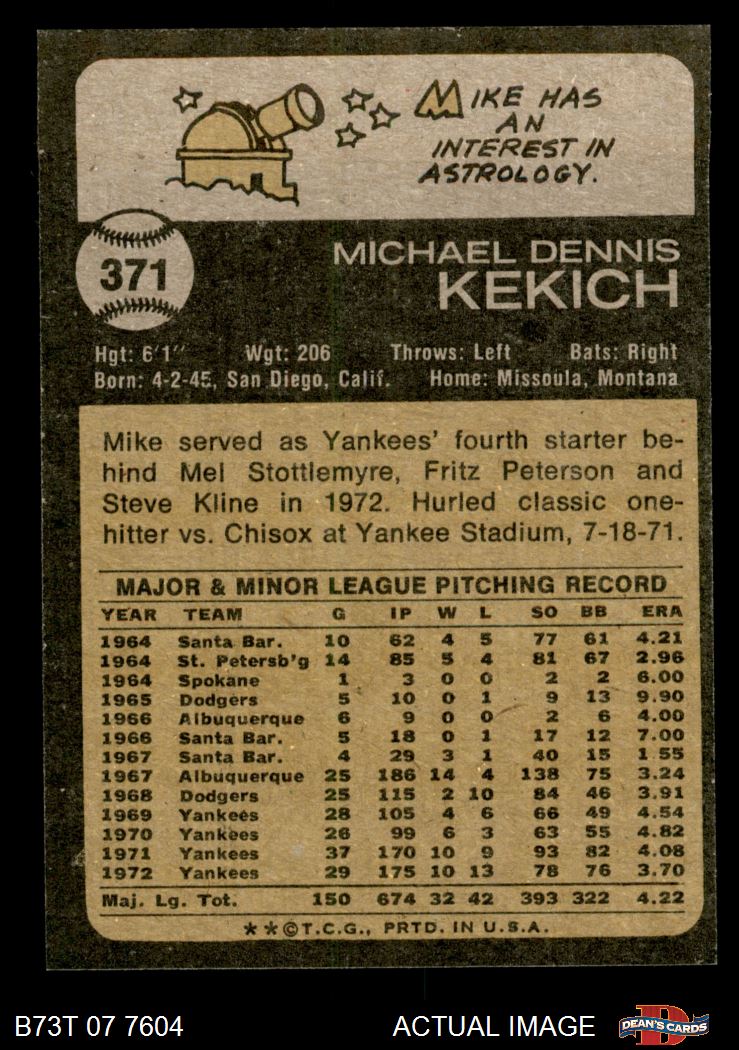 MIKE HAS
AN
INTEREST IN
ASTROLOGY.
371
MICHAEL DENNIS
KEKICH
Hgt: 6'1" Wgt: 206 Throws: Left Bats: Right
Born: 4-2-45, San Diego, Calif. Home: Missoula, Montana
Mike served as Yankees' fourth starter be-
hind Mel Stottlemyre, Fritz Peterson and
Steve Kline in 1972. Hurled classic one-
hitter vs. Chisox at Yankee Stadium, 7-18-71.
MAJOR & MINOR LEAGUE PITCHING RECORD
YEAR TEAM G IP W L SO BB ERA
1964 Santa Bar. 10 62 4 5 77 61 4.21
1964 St. Petersb'g 14 85 5 4 81 67 2.96
1964 Spokane 1 3 0 0 2 2 6.00
1965 Dodgers 5 10 0 1 9 13 9.90
1966 Albuquerque 6 9 0 0 2 6 4.00
1966 Santa Bar. 5 18 0 1 17 12 7.00
1967 Santa Bar. 4 29 3 1 40 15 1 55
1967 Albuquerque 25 186 14 4 138 75 3.24
1968 Dodgers 25 115 2 10 84 46 3.91
1969 Yankees 28 105 4 6 66 49 4.54
1970 Yankees 26 99 6 3 63 55 4.82
1971 Yankees 37 170 10 9 93 82 4.08
1972 Yankees 29 175 10 13 78 76 3.70
Maj. Lg. Tot. 150 674 32 42 393 322 4.22
**©T.C.G., PRTD. IN U.S.A.
B73T 07 7604 ACTUAL IMAGE D DEAN'S CARDS